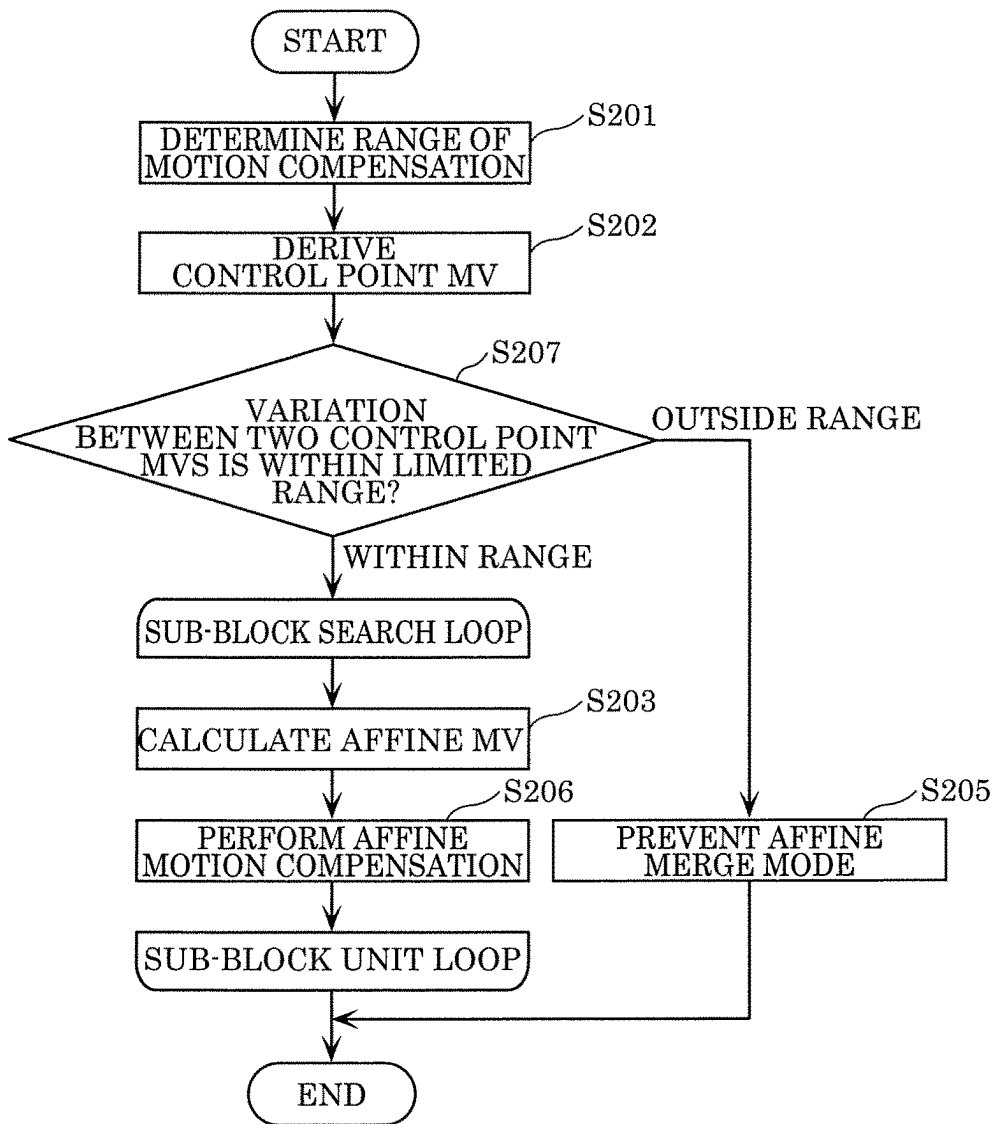 START
S201
DETERMINE RANGE OF
MOTION COMPENSATION
S202
DERIVE
CONTROL POINT MV
S207
VARIATION
BETWEEN TWO CONTROL POINT
MVS IS WITHIN LIMITED
RANGE?
OUTSIDE RANGE
WITHIN RANGE
SUB-BLOCK SEARCH LOOP
S203
CALCULATE AFFINE MV
S206
PERFORM AFFINE
MOTION COMPENSATION
S205
PREVENT AFFINE
MERGE MODE
SUB-BLOCK UNIT LOOP
END